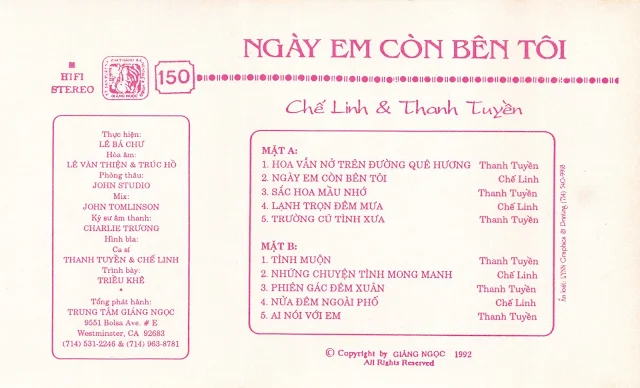 NGÀY EM CÒN BÊN TÔI
HIFI
STEREO
GIÁNG NGỌC
150
Chế Linh & Thanh Tuyền
Thực hiện:
LÊ BÁ CHƯ
Hòa âm:
LÊ VĂN THIỆN & TRÚC HỒ
Phòng thâu:
JOHN STUDIO
Mix:
JOHN TOMLINSON
Kỹ sư âm thanh:
CHARLIE TRƯƠNG
Hình bìa:
Ca sĩ
THANH TUYỀN & CHẾ LINH
Trình bày:
TRIỀU KHÊ
*
Tổng phát hành:
TRUNG TÂM GIÁNG NGỌC
9551 Bolsa Ave. # E
Westminster, CA 92683
(714) 531-2246 & (714) 963-8781
MẶT A:
1. HOA VẪN NỞ TRÊN ĐƯỜNG QUÊ HƯƠNG Thanh Tuyền
2. NGÀY EM CÒN BÊN TÔI Chế Linh
3. SẮC HOA MẦU NHỚ Thanh Tuyền
4. LẠNH TRỌN ĐÊM MƯA Chế Linh
5. TRƯỜNG CŨ TÌNH XƯA Thanh Tuyền
MẶT B:
1. TÌNH MUỘN Thanh Tuyền
2. NHỮNG CHUYỆN TÌNH MONG MANH Chế Linh
3. PHIÊN GÁC ĐÊM XUÂN Thanh Tuyền
4. NỬA ĐÊM NGOÀI PHỐ Chế Linh
5. AI NÓI VỚI EM Thanh Tuyền
Graphics & Printing (714) 540-9918
© Copyright by GIÁNG NGỌC 1992
All Rights Reserved